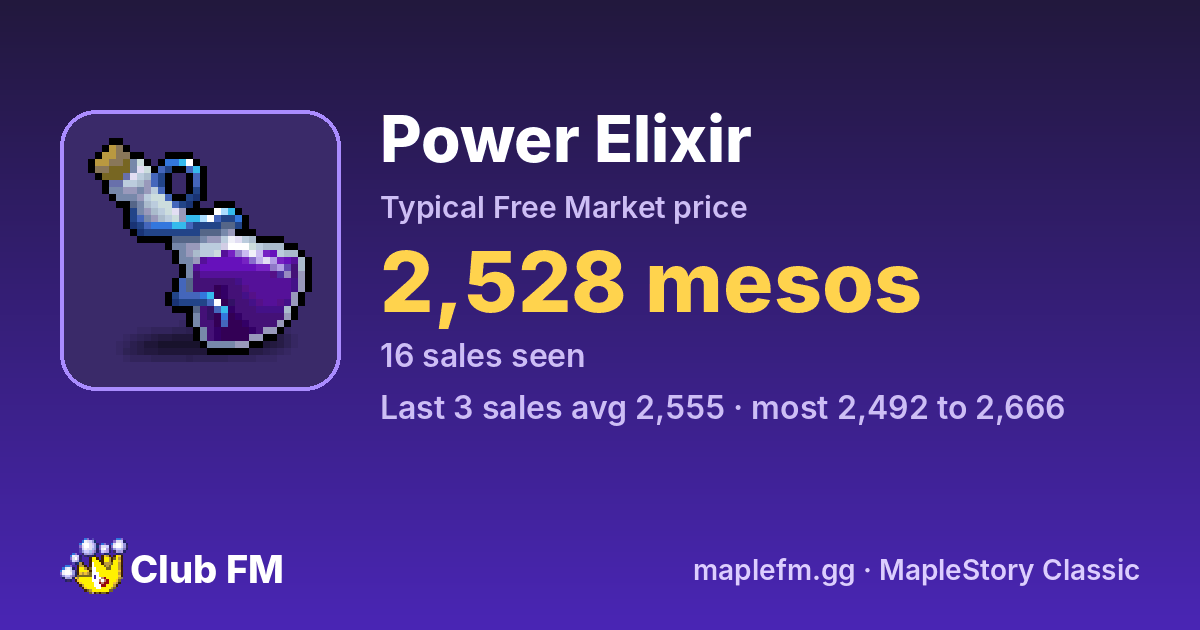 Power Elixir
Typical Free Market price
2,528 mesos
16 sales seen
Last 3 sales avg 2,555 · most 2,492 to 2,666
Club FM
maplefm.gg · MapleStory Classic